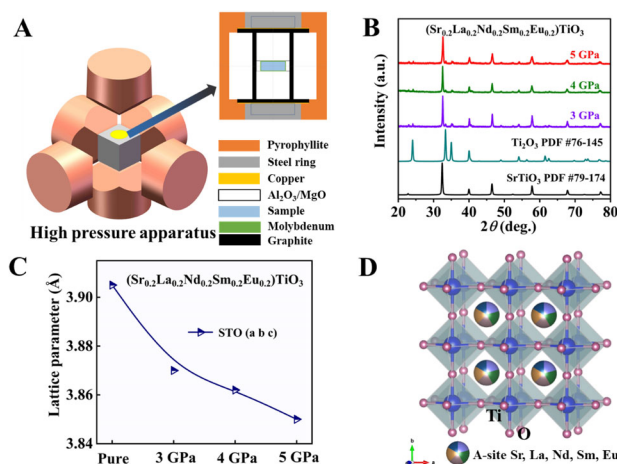 A
Pyrophyllite
Steel ring
Copper
Al₂O₃/MgO
Sample
Molybdenum
Graphite
High pressure apparatus
B
(Sr₀.₂La₀.₂Nd₀.₂Sm₀.₂Eu₀.₂)TiO₃
Intensity (a.u.)
5 GPa
4 GPa
3 GPa
Ti₂O₃ PDF #76-145
SrTiO₃ PDF #79-174
20 30 40 50 60 70 80
2θ (deg.)
C
(Sr₀.₂La₀.₂Nd₀.₂Sm₀.₂Eu₀.₂)TiO₃
Lattice parameter (Å)
3.90
3.88
3.86
3.84
STO (a b c)
Pure 3 GPa 4 GPa 5 GPa
D
Ti
O
b
A-site Sr, La, Nd, Sm, Eu